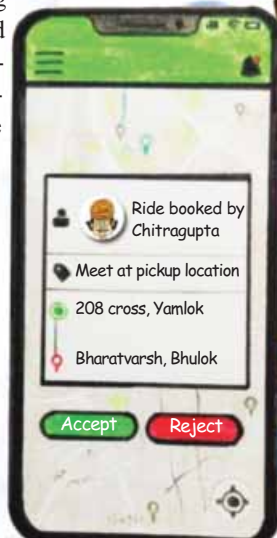 Ride booked by
Chitragupta
Meet at pickup location
208 cross, Yamlok
Bharatvarsh, Bhulok
Accept
Reject